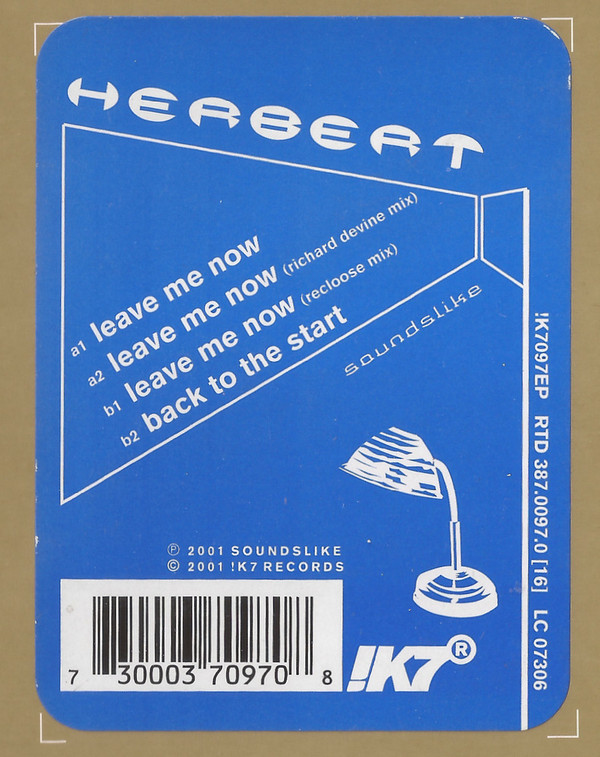 HERBERT
a1 leave me now
a2 leave me now (richard devine mix)
b1 leave me now (recloose mix)
b2 back to the start
soundslike
!K7097EP RTD 387.0097.0 [16] LC 07306
℗ 2001 SOUNDSLIKE
© 2001 !K7 RECORDS
7 30003 70970 8
!K7®